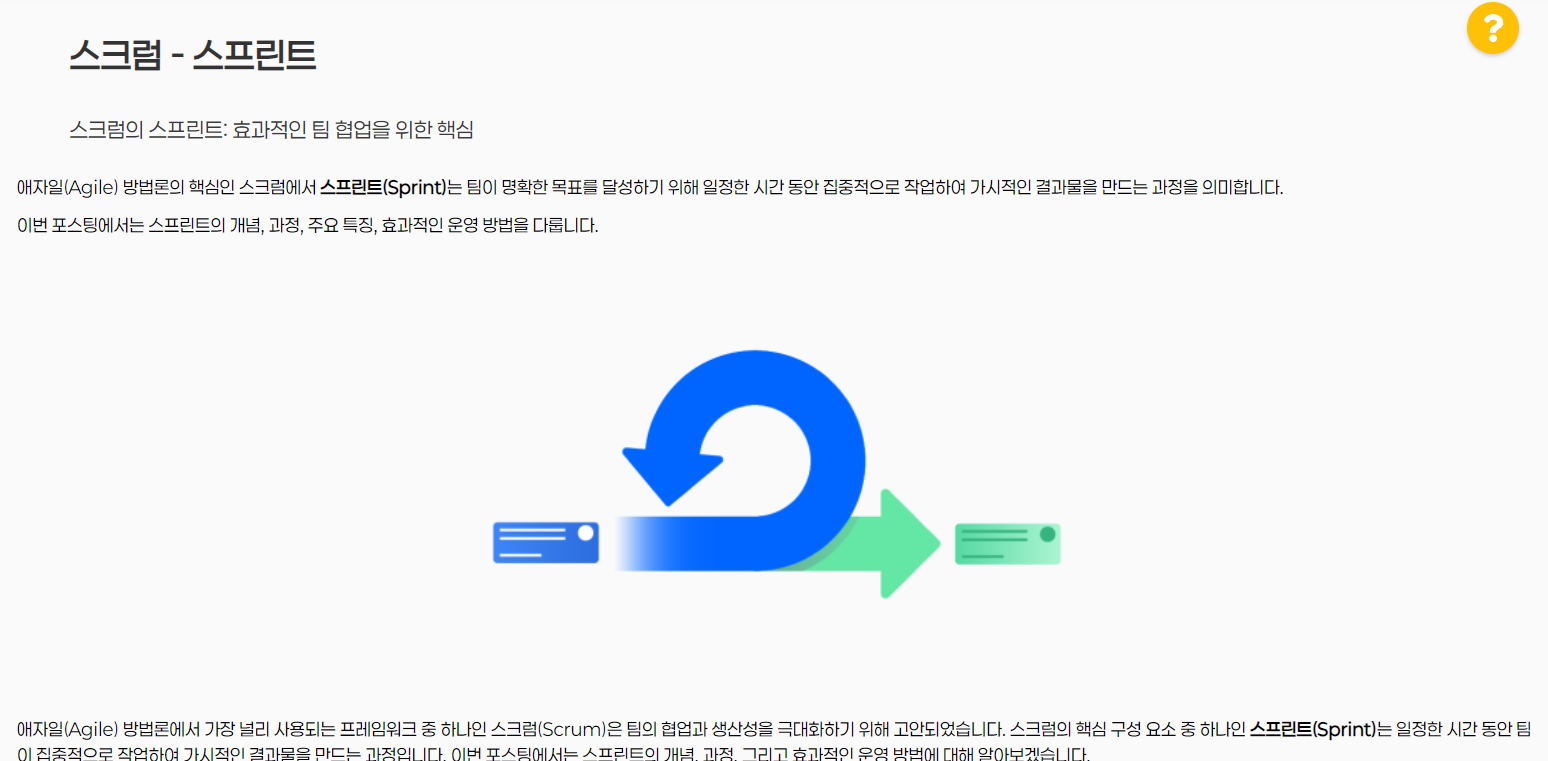 스크럼 - 스프린트
?
스크럼의 스프린트: 효과적인 팀 협업을 위한 핵심
애자일(Agile) 방법론의 핵심인 스크럼에서 스프린트(Sprint)는 팀이 명확한 목표를 달성하기 위해 일정한 시간 동안 집중적으로 작업하여 가시적인 결과물을 만드는 과정을 의미합니다.
이번 포스팅에서는 스프린트의 개념, 과정, 주요 특징, 효과적인 운영 방법을 다룹니다.
애자일(Agile) 방법론에서 가장 널리 사용되는 프레임워크 중 하나인 스크럼(Scrum)은 팀의 협업과 생산성을 극대화하기 위해 고안되었습니다. 스크럼의 핵심 구성 요소 중 하나인 스프린트(Sprint)는 일정한 시간 동안 팀
이 집중적으로 작업하여 가시적인 결과물을 만드는 과정입니다. 이번 포스팅에서는 스프린트의 개념, 과정, 그리고 효과적인 운영 방법에 대해 알아보겠습니다.